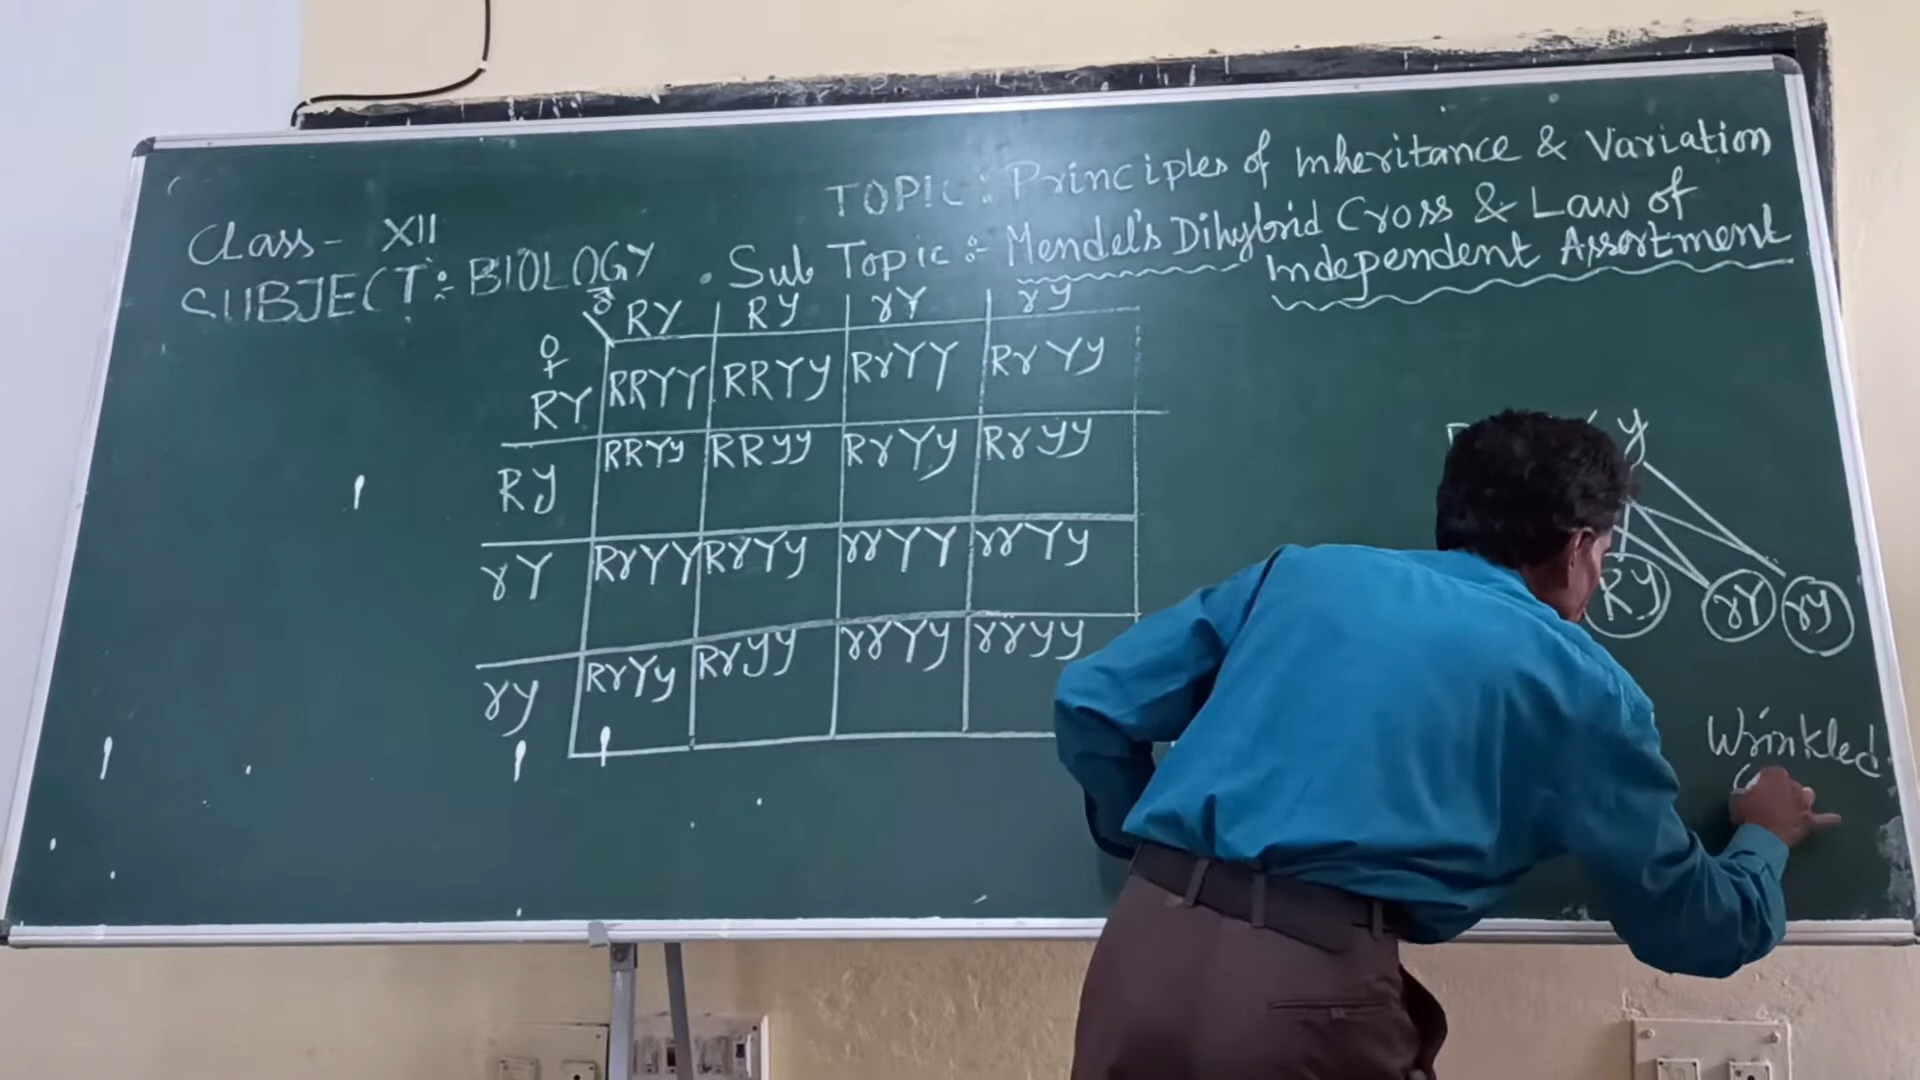 TOPIC: Principles of Inheritance & Variation
Class - XII
SUBJECT:- BIOLOGY . Sub Topic :- Mendel's Dihybrid Cross & Law of
Independent Assortment
♂ RY Ry rY ry
♀
RY RRYY RRYy RrYY RrYy
Ry RRYy RRyy RrYy Rryy
rY RrYY RrYy rrYY rrYy
ry RrYy Rryy rrYy rryy
y
Ry rY ry
Wrinkled